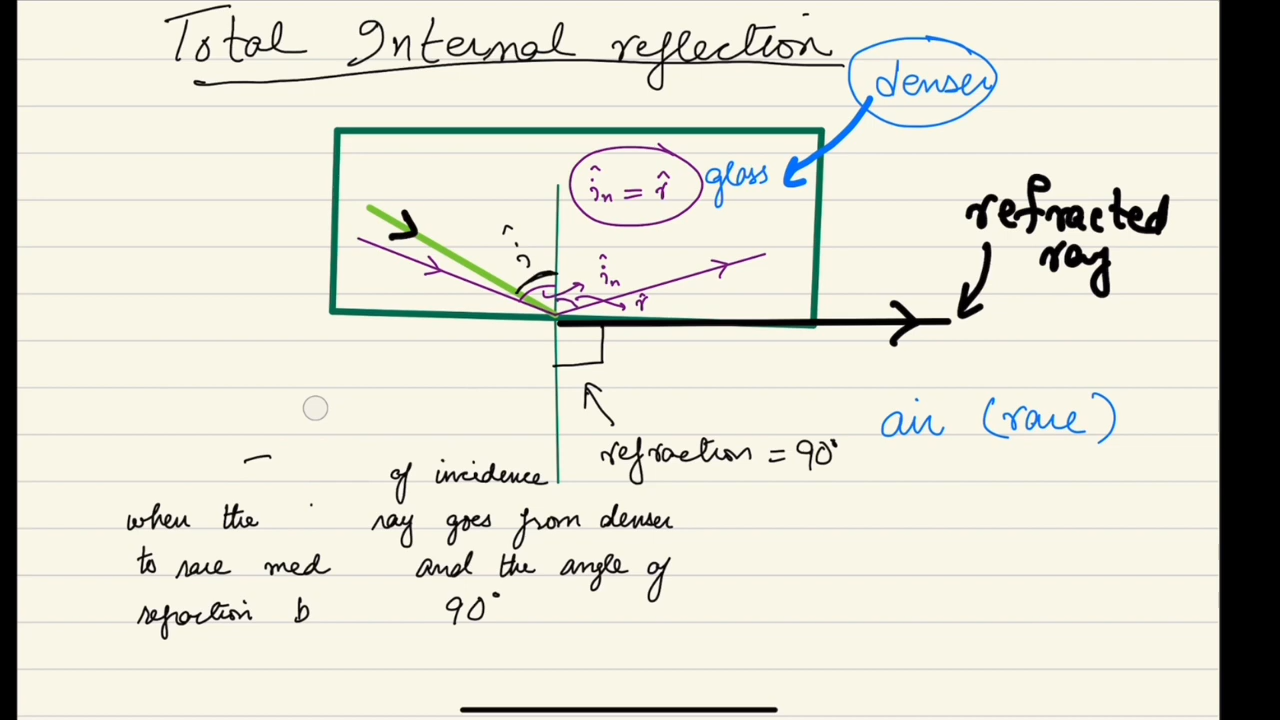 Total Internal reflection
denser
glass
în = r̂
refracted
ray
î
în
r̂
air (rare)
refraction = 90°
of incidence
when the ray goes from denser
to rare med and the angle of
refraction b 90°